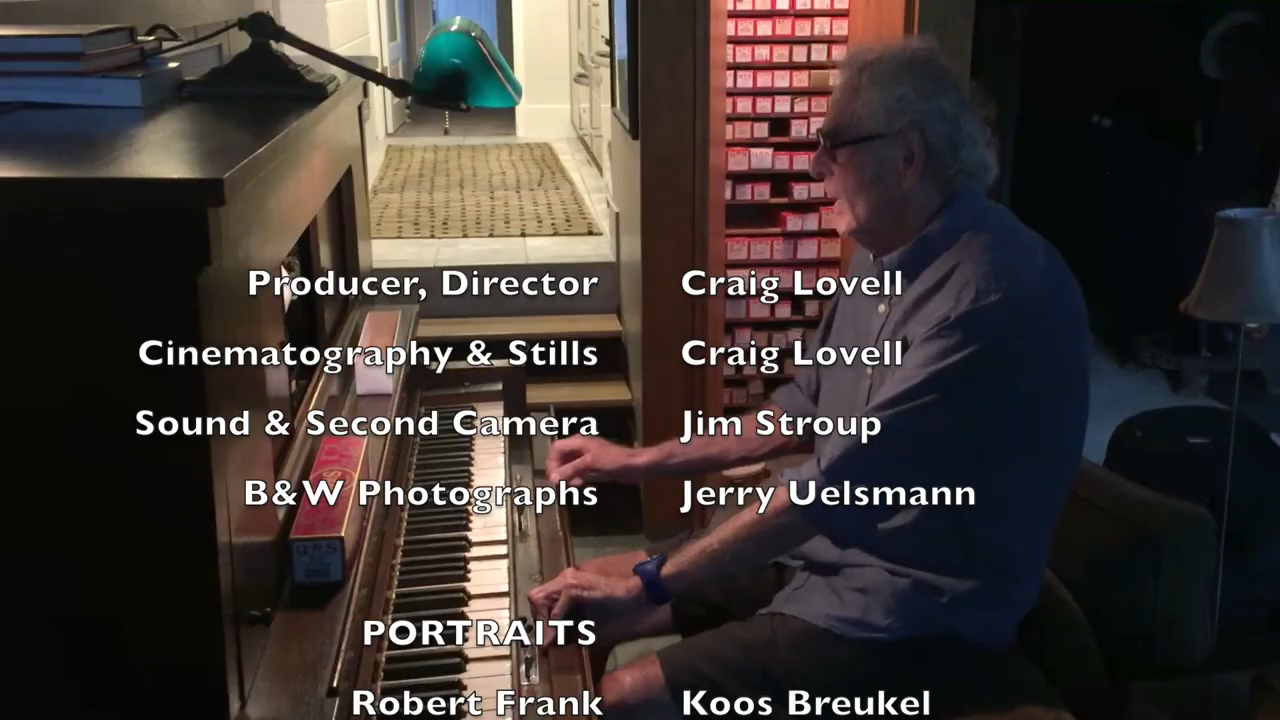 Producer, Director Craig Lovell
Cinematography & Stills Craig Lovell
Sound & Second Camera Jim Stroup
B&W Photographs Jerry Uelsmann
PORTRAITS
Robert Frank Koos Breukel
QRS